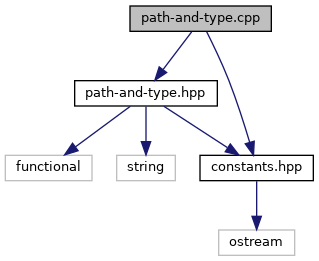 path-and-type.cpp
path-and-type.hpp
functional
string
constants.hpp
ostream